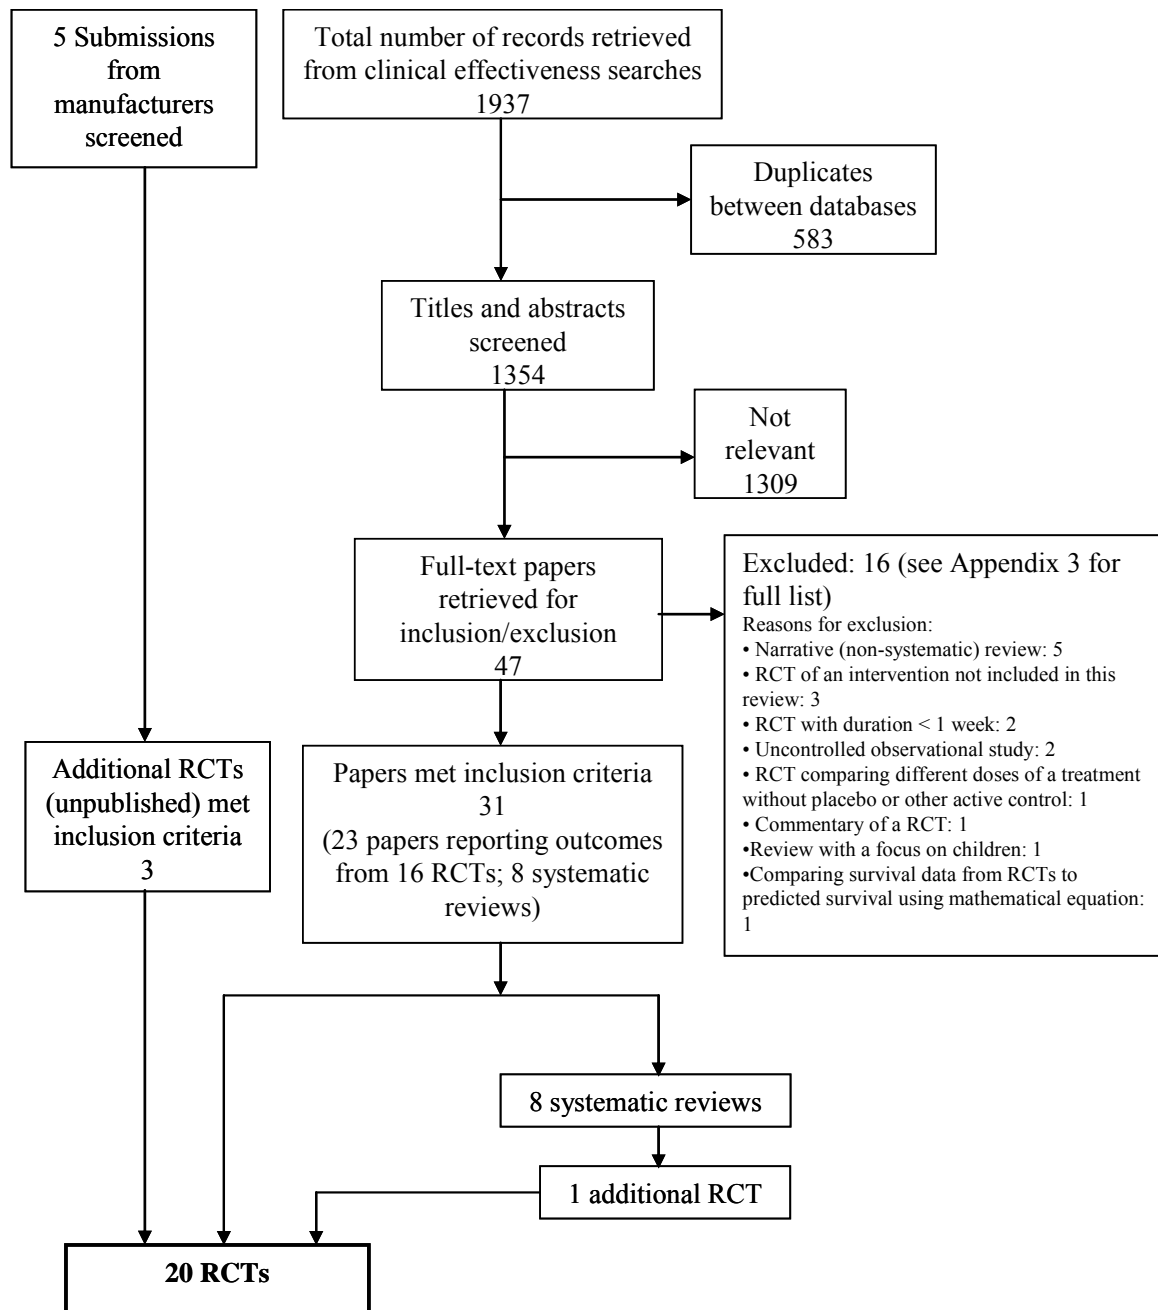 5 Submissions
from
manufacturers
screened
Total number of records retrieved
from clinical effectiveness searches
1937
Duplicates
between databases
583
Titles and abstracts
screened
1354
Not
relevant
1309
Full-text papers
retrieved for
inclusion/exclusion
47
Excluded: 16 (see Appendix 3 for
full list)
Reasons for exclusion:
• Narrative (non-systematic) review: 5
• RCT of an intervention not included in this
review: 3
• RCT with duration < 1 week: 2
• Uncontrolled observational study: 2
• RCT comparing different doses of a treatment
without placebo or other active control: 1
• Commentary of a RCT: 1
•Review with a focus on children: 1
•Comparing survival data from RCTs to
predicted survival using mathematical equation:
1
Additional RCTs
(unpublished) met
inclusion criteria
3
Papers met inclusion criteria
31
(23 papers reporting outcomes
from 16 RCTs; 8 systematic
reviews)
8 systematic reviews
1 additional RCT
20 RCTs